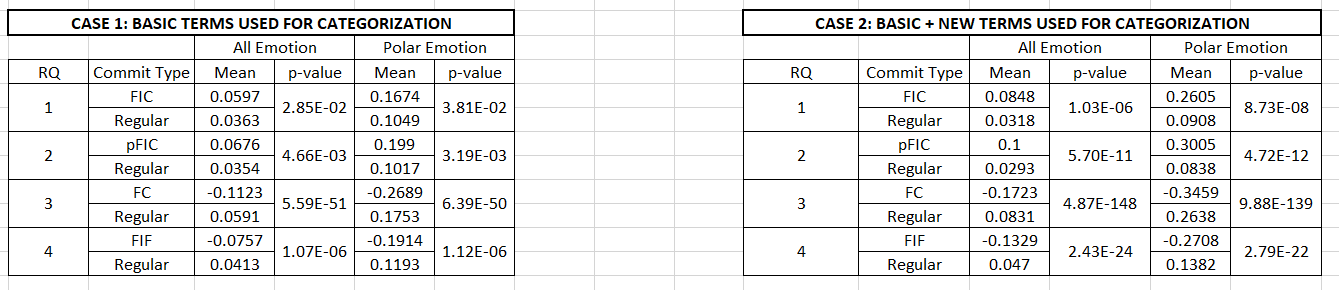 CASE 1: BASIC TERMS USED FOR CATEGORIZATION
All Emotion Polar Emotion
RQ Commit Type Mean p-value Mean p-value
1 FIC 0.0597 2.85E-02 0.1674 3.81E-02
Regular 0.0363 0.1049
2 pFIC 0.0676 4.66E-03 0.199 3.19E-03
Regular 0.0354 0.1017
3 FC -0.1123 5.59E-51 -0.2689 6.39E-50
Regular 0.0591 0.1753
4 FIF -0.0757 1.07E-06 -0.1914 1.12E-06
Regular 0.0413 0.1193
CASE 2: BASIC + NEW TERMS USED FOR CATEGORIZATION
All Emotion Polar Emotion
RQ Commit Type Mean p-value Mean p-value
1 FIC 0.0848 1.03E-06 0.2605 8.73E-08
Regular 0.0318 0.0908
2 pFIC 0.1 5.70E-11 0.3005 4.72E-12
Regular 0.0293 0.0838
3 FC -0.1723 4.87E-148 -0.3459 9.88E-139
Regular 0.0831 0.2638
4 FIF -0.1329 2.43E-24 -0.2708 2.79E-22
Regular 0.047 0.1382